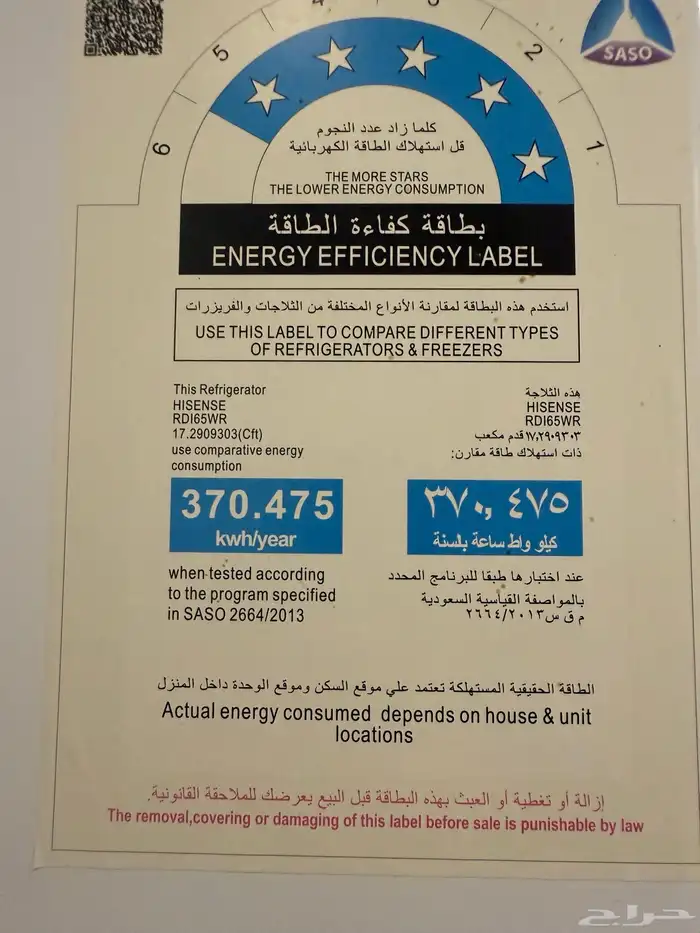 SASO
4
3
5
2
6
1
كلما زاد عدد النجوم
قل استهلاك الطاقة الكهربائية
THE MORE STARS
THE LOWER ENERGY CONSUMPTION
بطاقة كفاءة الطاقة
ENERGY EFFICIENCY LABEL
استخدم هذه البطاقة لمقارنة الأنواع المختلفة من الثلاجات والفريزرات
USE THIS LABEL TO COMPARE DIFFERENT TYPES
OF REFRIGERATORS & FREEZERS
This Refrigerator
HISENSE
RDI65WR
17.2909303(Cft)
use comparative energy
consumption
هذه الثلاجة
HISENSE
RDI65WR
١٧,٢٩٠٩٣٠٣قدم مكعب
ذات استهلاك طاقة مقارن:
370.475
kwh/year
٣٧٠, ٤٧٥
كيلو واط ساعة بلسنة
when tested according
to the program specified
in SASO 2664/2013
عند اختبارها طبقا للبرنامج المحدد
بالمواصفة القياسية السعودية
م ق س٢٦٦٤/٢٠١٣
الطاقة الحقيقية المستهلكة تعتمد علي موقع السكن وموقع الوحدة داخل المنزل
Actual energy consumed depends on house & unit
locations
إزالة أو تغطية أو العبث بهذه البطاقة قبل البيع يعرضك للملاحقة القانونية.
The removal,covering or damaging of this label before sale is punishable by law
حراج